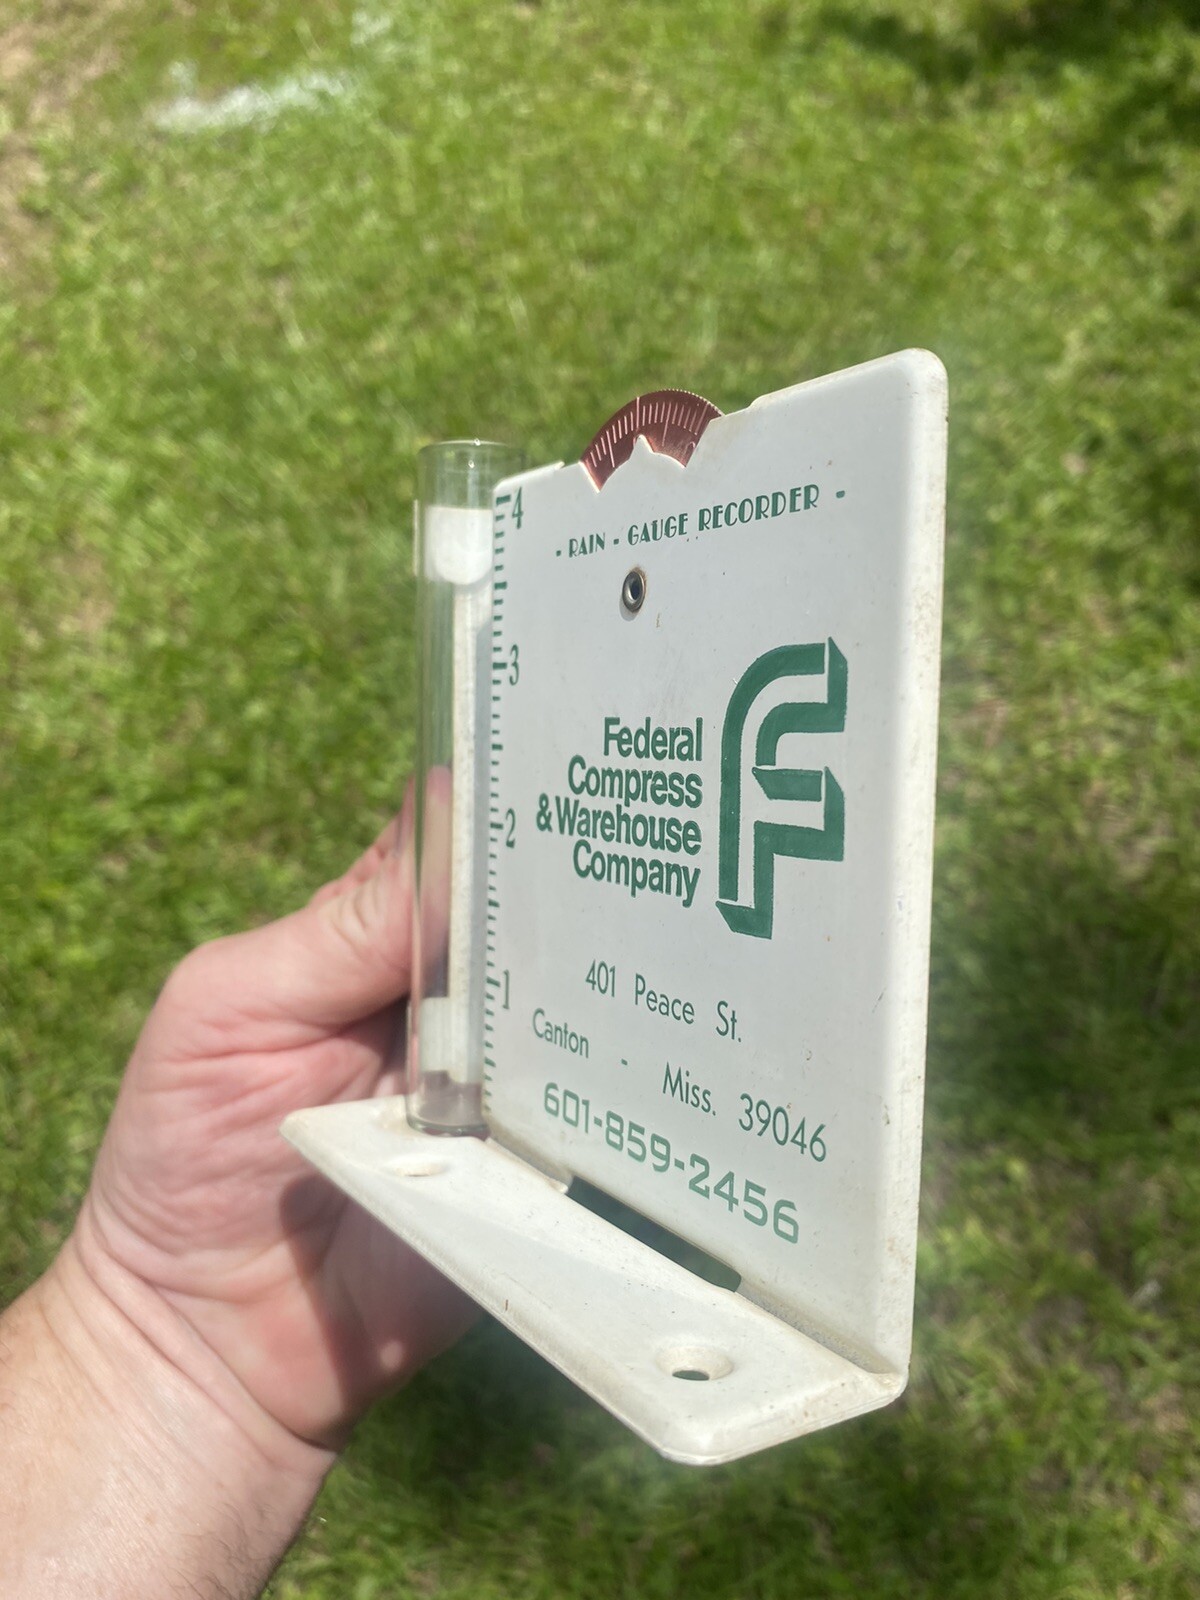 - RAIN - GAUGE RECORDER -
4
3
2
1
Federal
Compress
& Warehouse
Company
401 Peace St.
Canton - Miss. 39046
601-859-2456